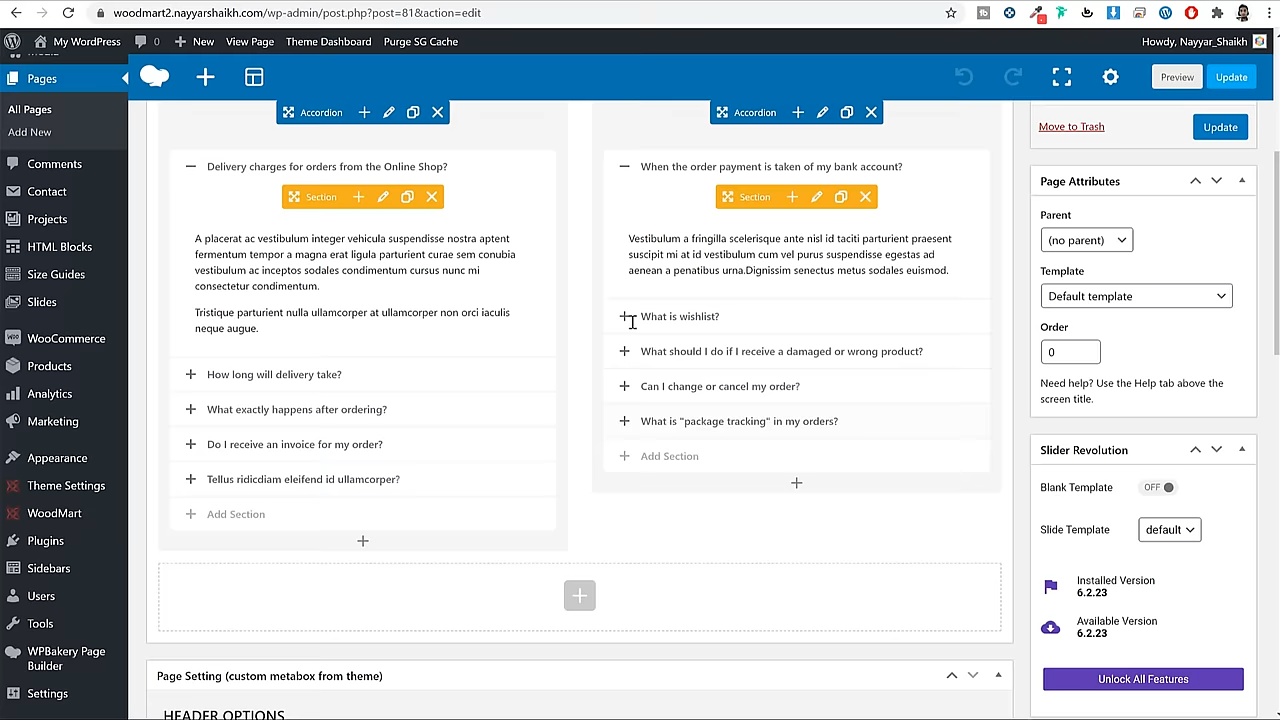 woodmart2.nayyarshaikh.com/wp-admin/post.php?post=81&action=edit
My WordPress 0 New View Page Theme Dashboard Purge SG Cache Howdy, Nayyar_Shaikh
Pages
All Pages
Add New
Comments
Contact
Projects
HTML Blocks
Size Guides
Slides
WooCommerce
Products
Analytics
Marketing
Appearance
Theme Settings
WoodMart
Plugins
Sidebars
Users
Tools
WPBakery Page
Builder
Settings
Preview Update
Accordion
Delivery charges for orders from the Online Shop?
Section
A placerat ac vestibulum integer vehicula suspendisse nostra aptent
fermentum tempor a magna erat ligula parturient curae sem conubia
vestibulum ac inceptos sodales condimentum cursus nunc mi
consectetur condimentum.
Tristique parturient nulla ullamcorper at ullamcorper non orci iaculis
neque augue.
How long will delivery take?
What exactly happens after ordering?
Do I receive an invoice for my order?
Tellus ridicdiam eleifend id ullamcorper?
Add Section
Accordion
When the order payment is taken of my bank account?
Section
Vestibulum a fringilla scelerisque ante nisl id taciti parturient praesent
suscipit mi at id vestibulum cum vel purus suspendisse egestas ad
aenean a penatibus urna.Dignissim senectus metus sodales euismod.
What is wishlist?
What should I do if I receive a damaged or wrong product?
Can I change or cancel my order?
What is "package tracking" in my orders?
Add Section
Page Setting (custom metabox from theme)
HEADER OPTIONS
Move to Trash Update
Page Attributes
Parent
(no parent)
Template
Default template
Order
0
Need help? Use the Help tab above the
screen title.
Slider Revolution
Blank Template OFF
Slide Template default
Installed Version
6.2.23
Available Version
6.2.23
Unlock All Features